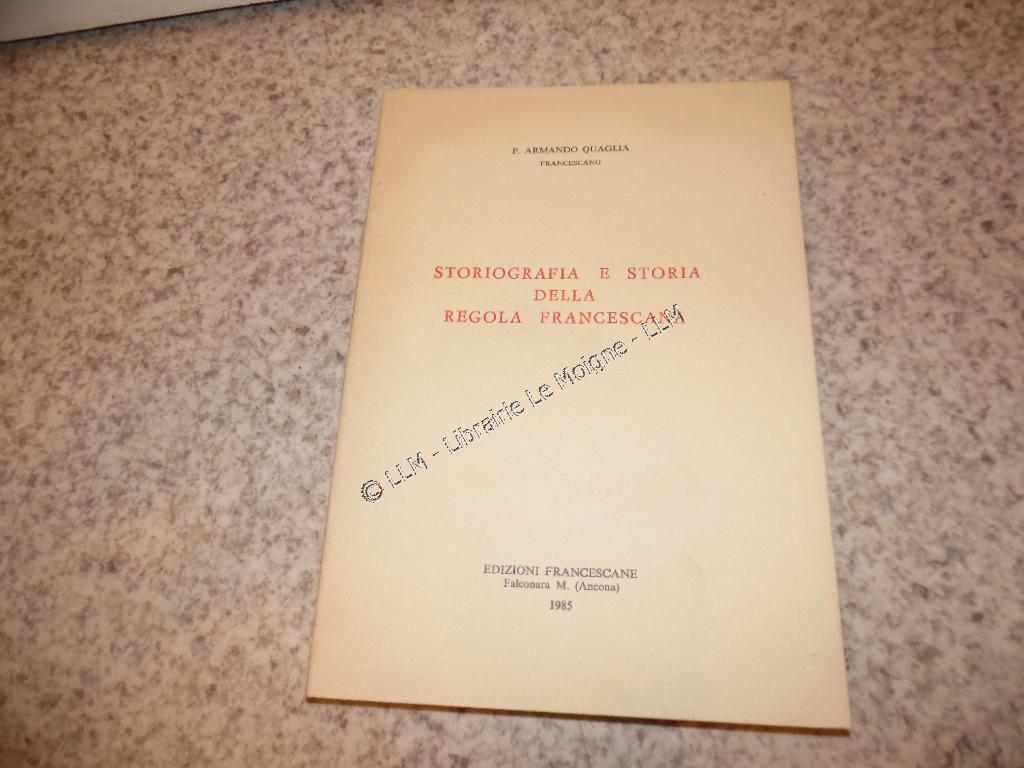 P. ARMANDO QUAGLIA
FRANCESCANO
STORIOGRAFIA E STORIA
DELLA
REGOLA FRANCESCANA
© LLM - Librairie Le Moigne - LLM
EDIZIONI FRANCESCANE
Falconara M. (Ancona)
1985